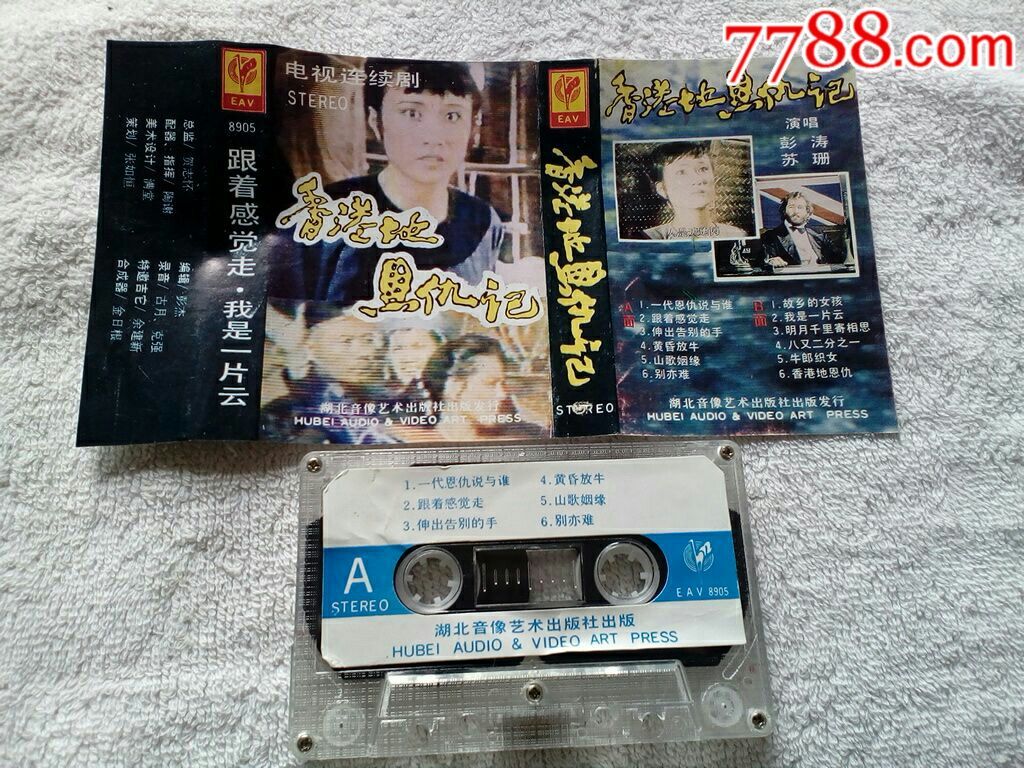 7788.com
总监/贺志怀
配器、指挥/陶谢
美术设计/满堂
策划/张如恒
编辑/彭杰
录音/古月 克强
特邀吉它/余建新/
合成器/金日根
EAV
8905
跟着感觉走·我是一片云
电视连续剧
STEREO
香港地
恩仇记
湖北音像艺术出版社出版发行
HUBEI AUDIO & VIDEO ART PRESS
EAV
香港地恩仇记
STEREO
香港地恩仇记
演唱
彭涛
苏珊
A面
1.一代恩仇说与谁
2.跟着感觉走
3.伸出告别的手
4.黄昏放牛
5.山歌姻缘
6.别亦难
B面
1.故乡的女孩
2.我是一片云
3.明月千里寄相思
4.八又二分之一
5.牛郎织女
6.香港地恩仇
湖北音像艺术出版社出版发行
HUBEI AUDIO & VIDEO ART PRESS
1.一代恩仇说与谁
2.跟着感觉走
3.伸出告别的手
4.黄昏放牛
5.山歌姻缘
6.别亦难
A
STEREO
EAV 8905
湖北音像艺术出版社出版
HUBEI AUDIO & VIDEO ART PRESS